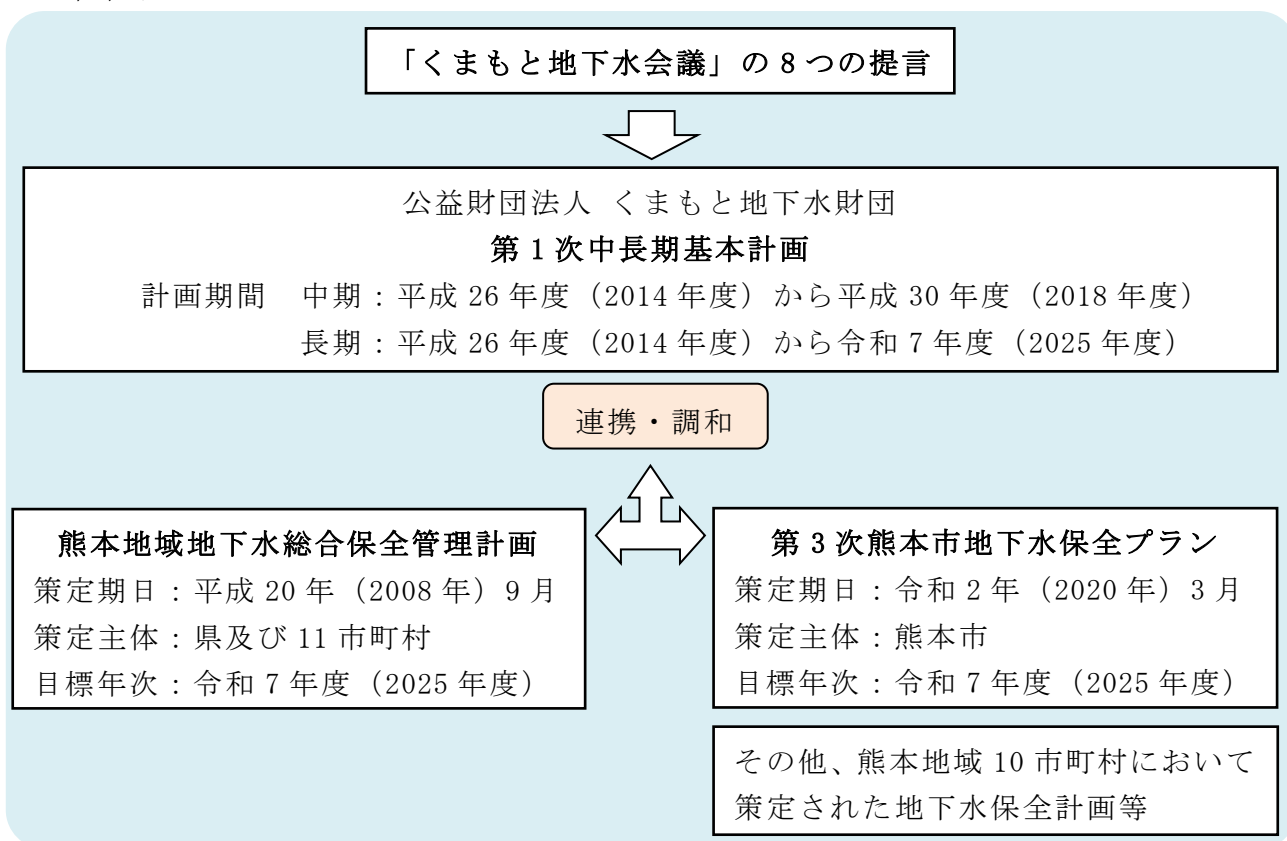 「くまもと地下水会議」の8つの提言
公益財団法人 くまもと地下水財団
第1次中長期基本計画
計画期間 中期：平成26年度（2014年度）から平成30年度（2018年度）
長期：平成26年度（2014年度）から令和7年度（2025年度）
連携・調和
熊本地域地下水総合保全管理計画
策定期日：平成20年（2008年）9月
策定主体：県及び11市町村
目標年次：令和7年度（2025年度）
第3次熊本市地下水保全プラン
策定期日：令和2年（2020年）3月
策定主体：熊本市
目標年次：令和7年度（2025年度）
その他、熊本地域10市町村において
策定された地下水保全計画等